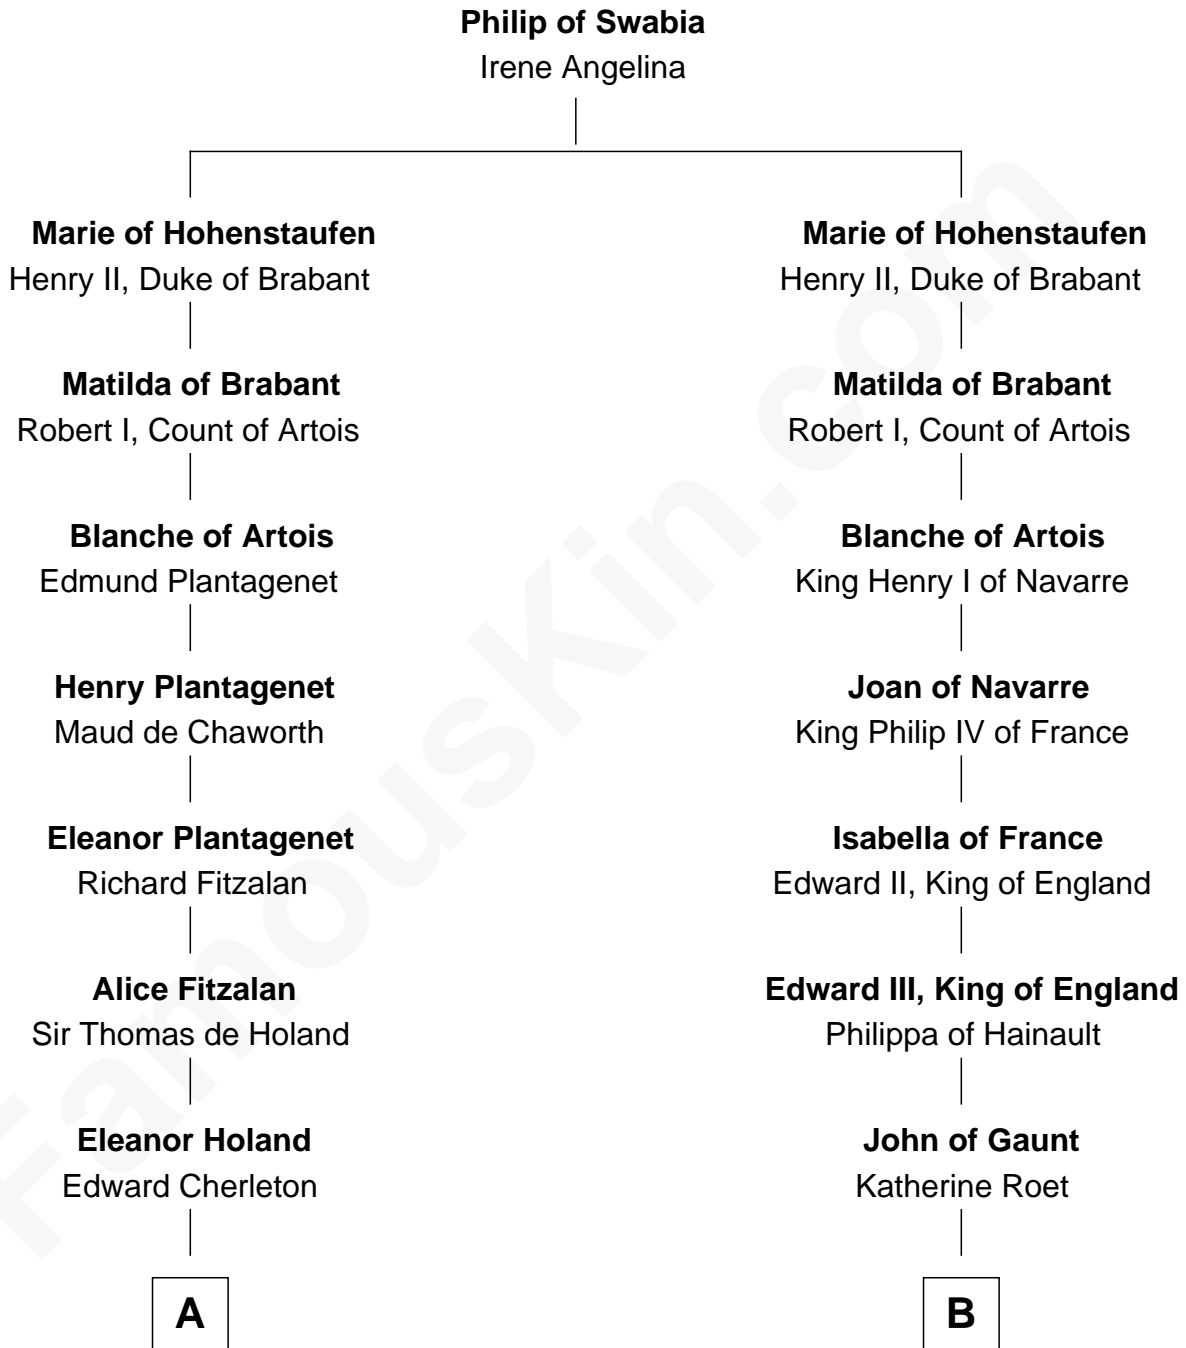 Philip of Swabia
Irene Angelina
Marie of Hohenstaufen
Henry II, Duke of Brabant
Matilda of Brabant
Robert I, Count of Artois
Blanche of Artois
Edmund Plantagenet
Henry Plantagenet
Maud de Chaworth
Eleanor Plantagenet
Richard Fitzalan
Alice Fitzalan
Sir Thomas de Holand
Eleanor Holand
Edward Cherleton
A
Marie of Hohenstaufen
Henry II, Duke of Brabant
Matilda of Brabant
Robert I, Count of Artois
Blanche of Artois
King Henry I of Navarre
Joan of Navarre
King Philip IV of France
Isabella of France
Edward II, King of England
Edward III, King of England
Philippa of Hainault
John of Gaunt
Katherine Roet
B
FamousKin.com